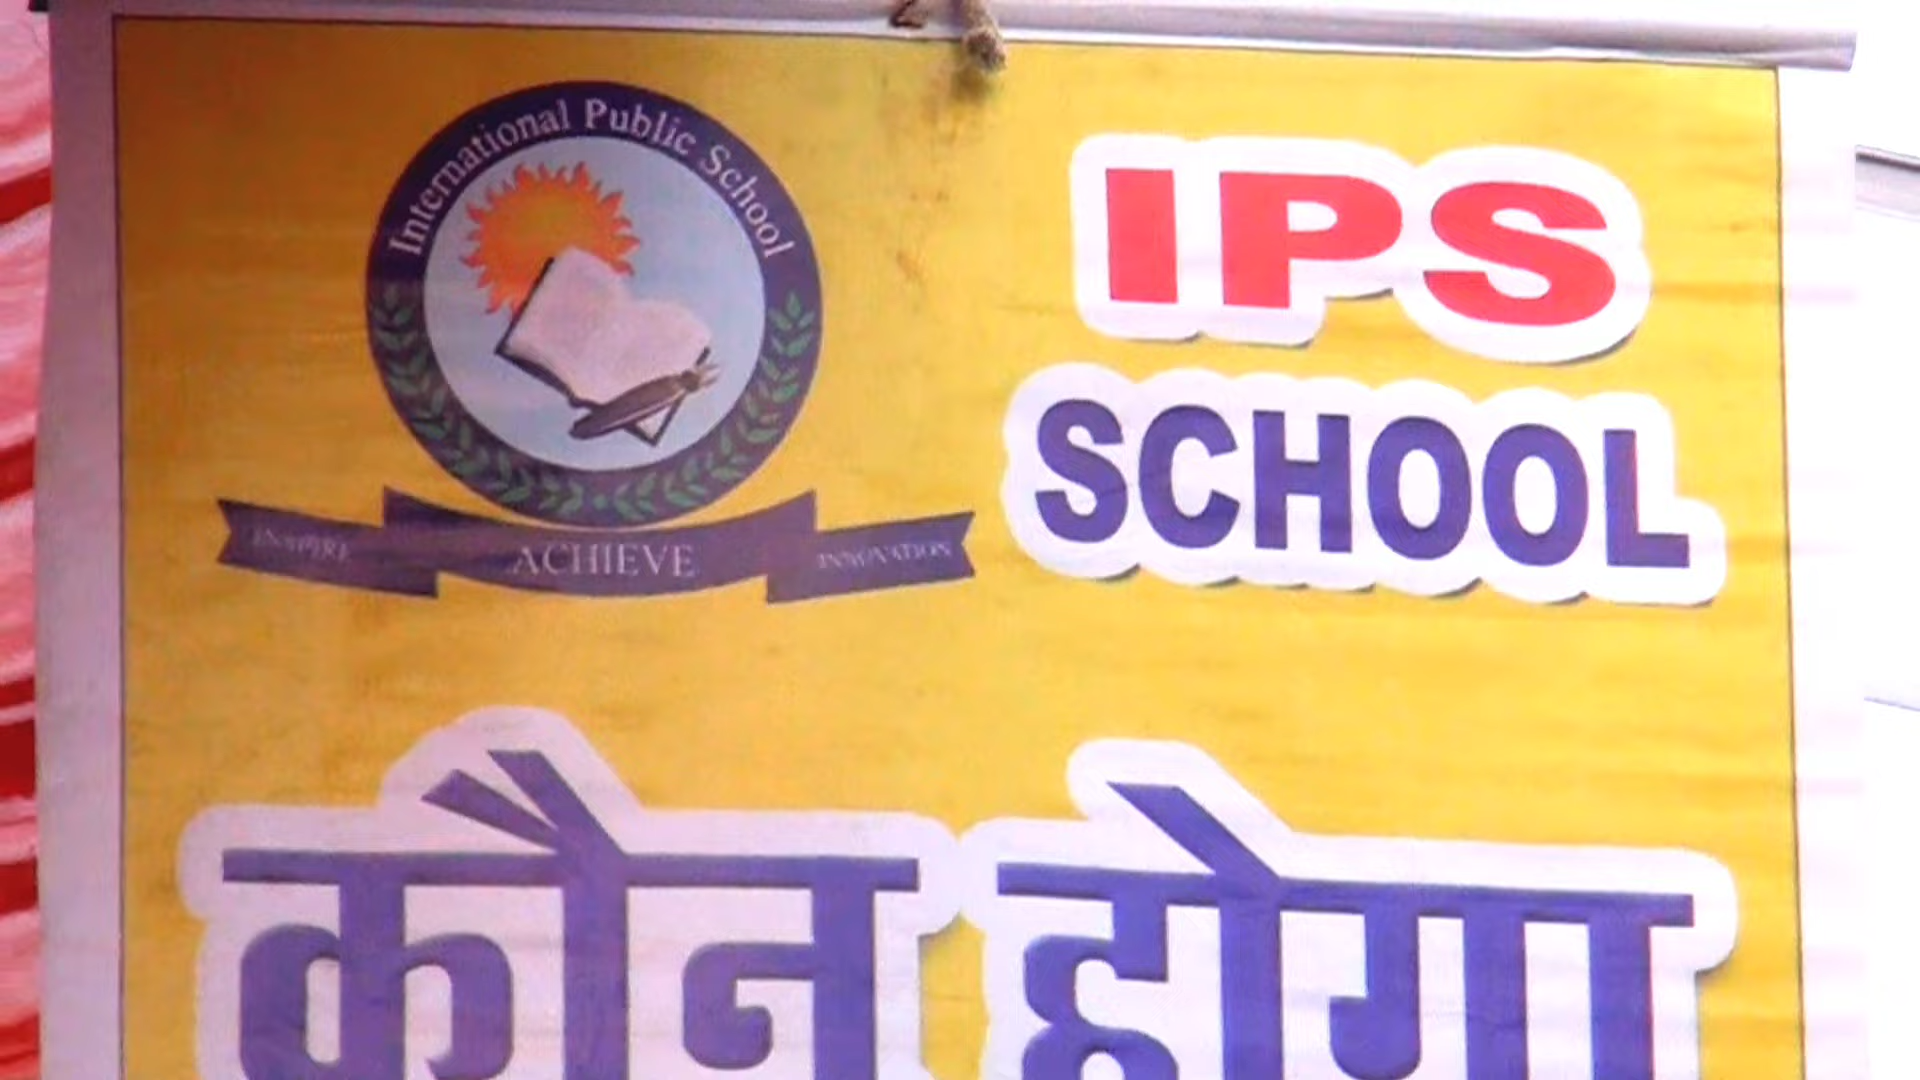 International Public School
INSPIRE ACHIEVE INNOVATION
IPS
SCHOOL
कौन होगा